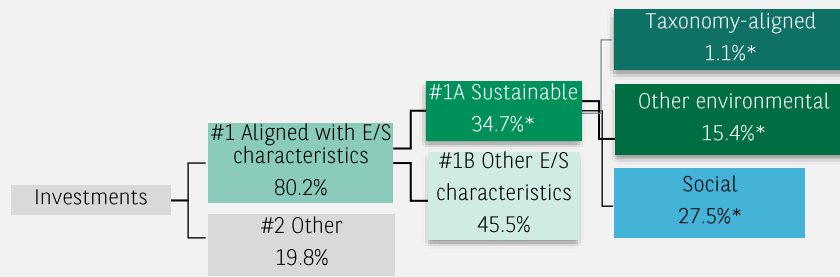 Investments
#1 Aligned with E/S
characteristics
80.2%
#2 Other
19.8%
#1A Sustainable
34.7%*
#1B Other E/S
characteristics
45.5%
Taxonomy-aligned
1.1%*
Other environmental
15.4%*
Social
27.5%*